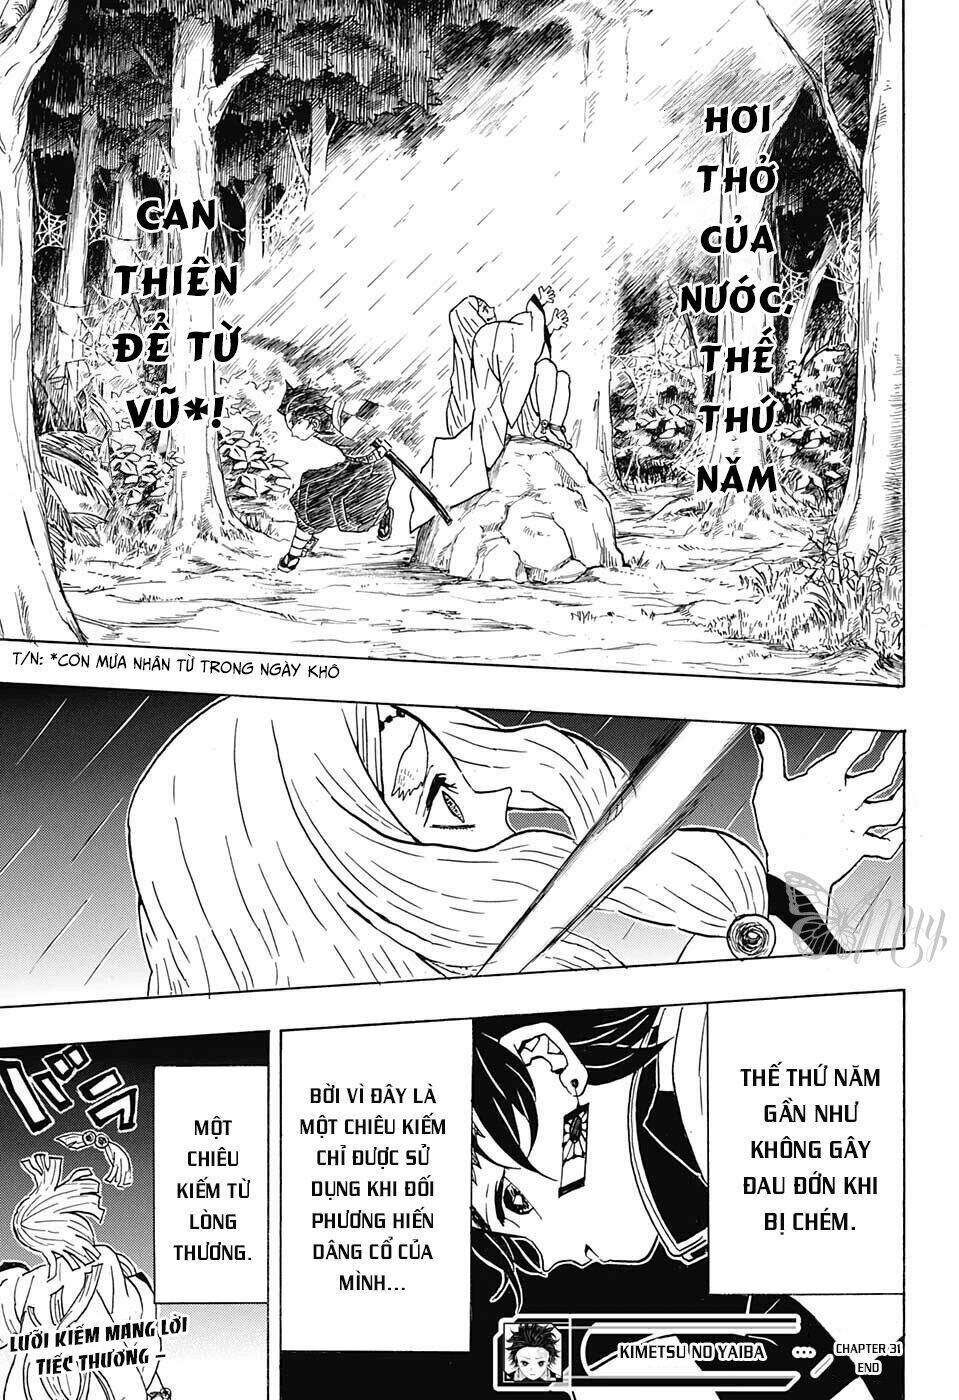 HƠI
THỞ
CỦA
NƯỚC,
THẾ
THỨ
NĂM
CAN
THIÊN
ĐỂ TỪ
VŨ*!
T/N: *CƠN MƯA NHÂN TỪ TRONG NGÀY KHÔ
THẾ THỨ NĂM
GẦN NHƯ
KHÔNG GÂY
ĐAU ĐỚN KHI
BỊ CHÉM.
BỜI VÌ ĐÂY LÀ
MỘT CHIÊU KIẾM
CHỈ ĐƯỢC SỬ
DỤNG KHI ĐỐI
PHƯƠNG HIẾN
DÂNG CỔ CỦA
MÌNH...
MỘT
CHIÊU
KIẾM TỪ
LÒNG
THƯƠNG.
LƯỠI KIẾM MANG LỜI
TIẾC THƯƠNG –
KIMETSU NO YAIBA
CHAPTER 31
END